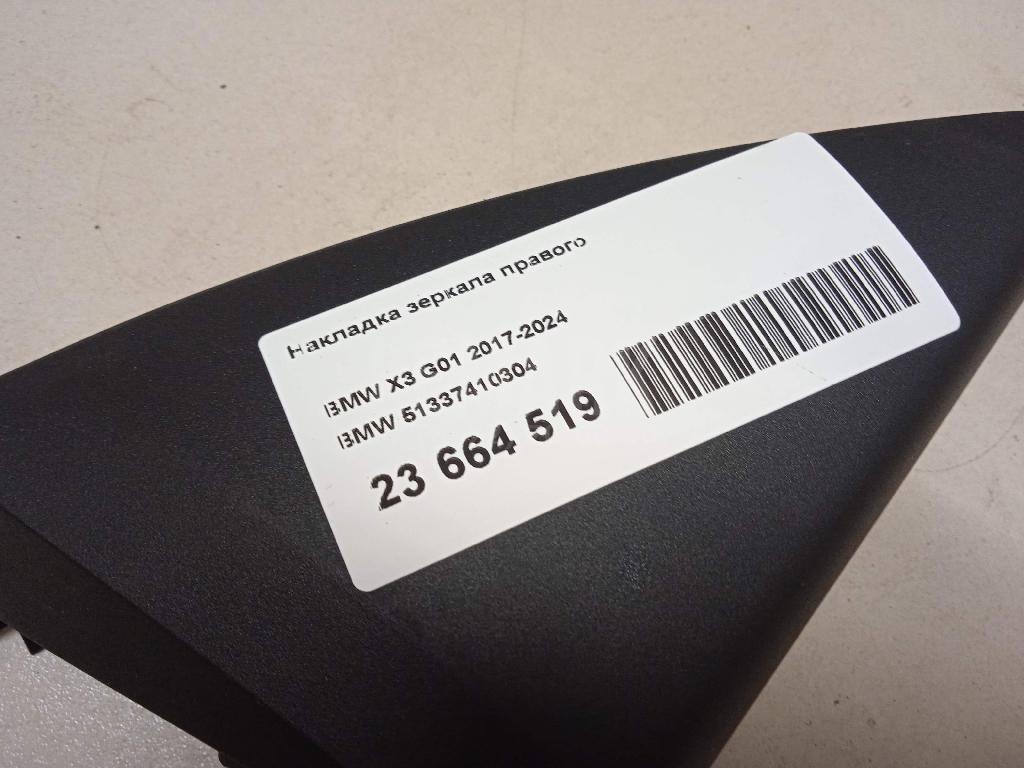 Накладка зеркала правого
BMW X3 G01 2017-2024
BMW 51337410304
23 664 519